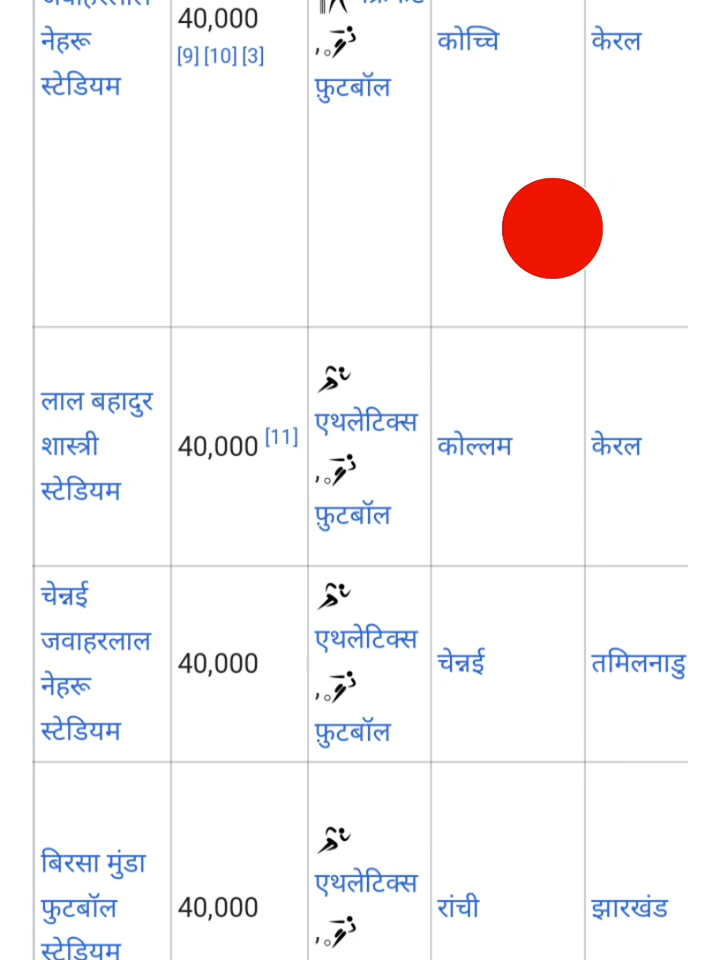 नेहरू
स्टेडियम
40,000
[9] [10] [3]
फ़ुटबॉल
कोच्चि
केरल
लाल बहादुर
शास्त्री
स्टेडियम
40,000 [11]
एथलेटिक्स
फ़ुटबॉल
कोल्लम
केरल
चेन्नई
जवाहरलाल
नेहरू
स्टेडियम
40,000
एथलेटिक्स
फ़ुटबॉल
चेन्नई
तमिलनाडु
बिरसा मुंडा
फुटबॉल
स्टेडियम
40,000
एथलेटिक्स
रांची
झारखंड